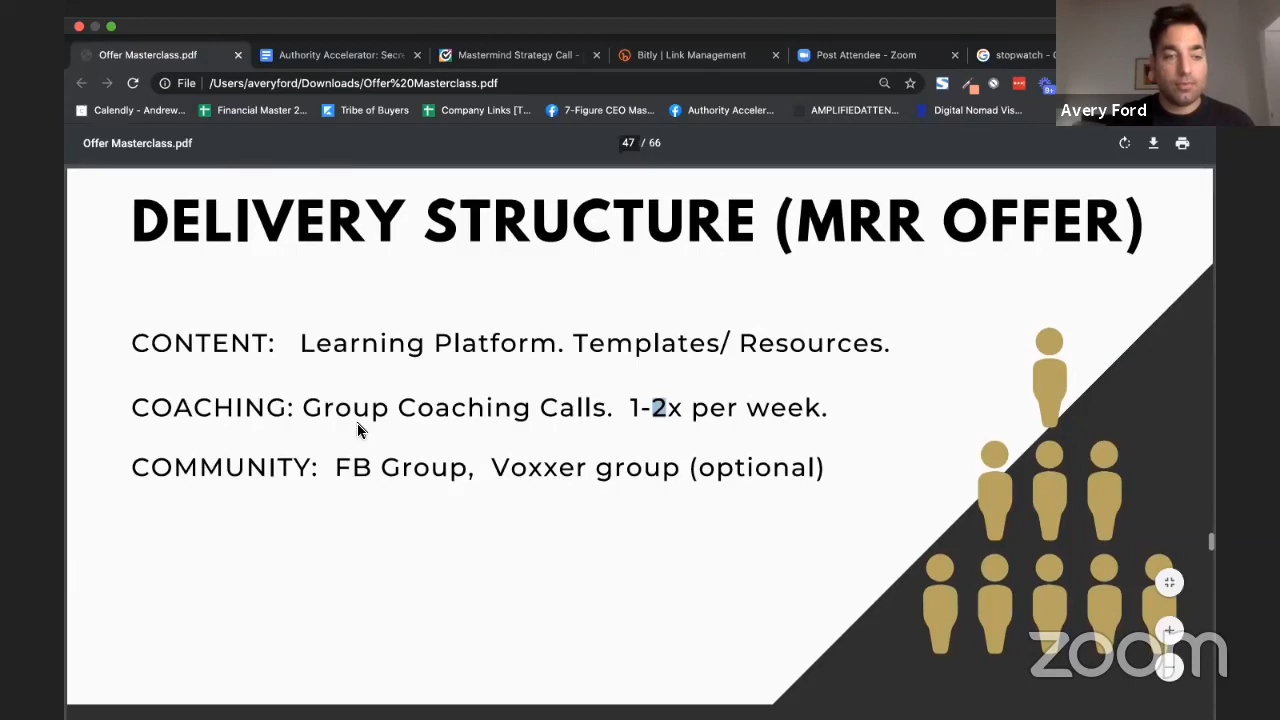 Offer Masterclass.pdf
Authority Accelerator: Secre
Mastermind Strategy Call -
Bitly | Link Management
Post Attendee - Zoom
stopwatch -
File
/Users/averyford/Downloads/Offer%20Masterclass.pdf
9+
Calendly - Andrew...
Financial Master 2...
Tribe of Buyers
Company Links [T...
7-Figure CEO Mas...
Authority Acceler...
AMPLIFIEDATTEN...
Digital Nomad Vis...
Avery Ford
Offer Masterclass.pdf
47 / 66
DELIVERY STRUCTURE (MRR OFFER)
CONTENT: Learning Platform. Templates/ Resources.
COACHING: Group Coaching Calls. 1-2x per week.
COMMUNITY: FB Group, Voxxer group (optional)
zoom